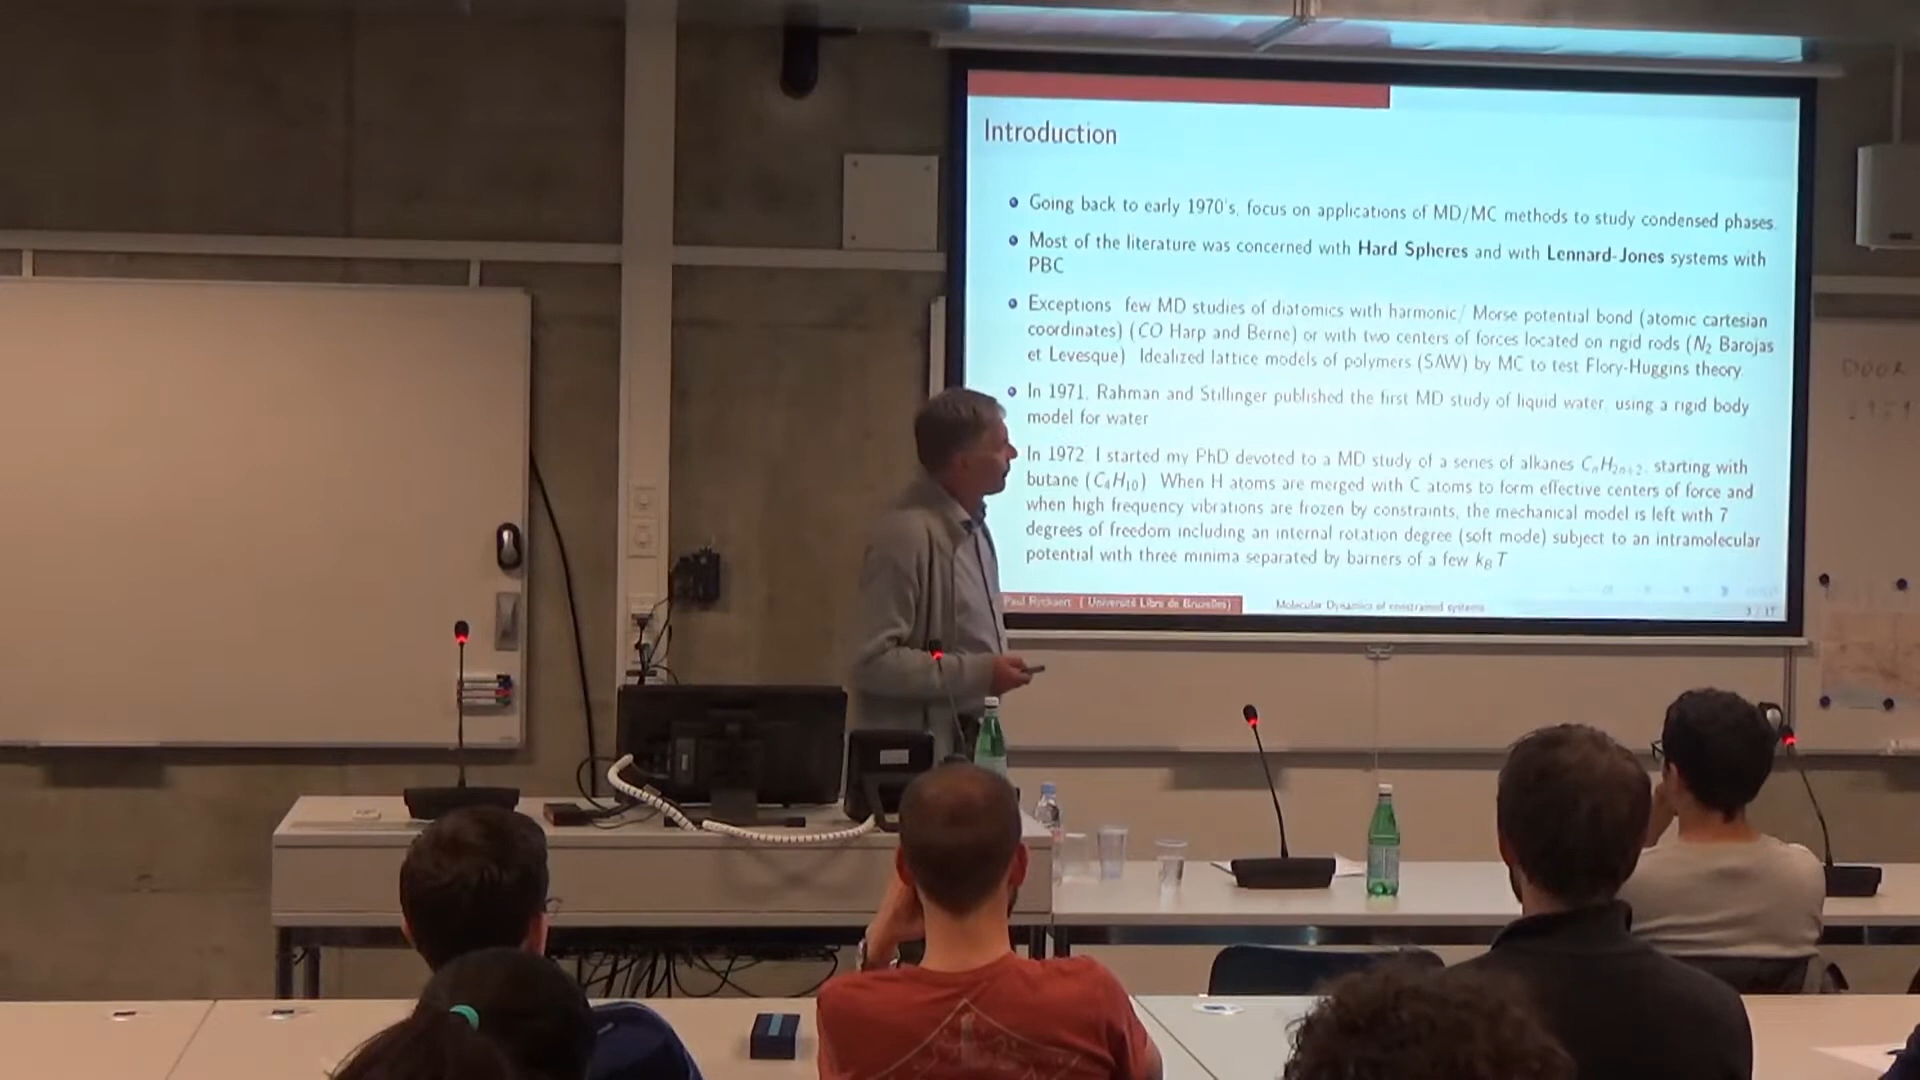 Introduction
Going back to early 1970's, focus on applications of MD/MC methods to study condensed phases.
Most of the literature was concerned with Hard Spheres and with Lennard-Jones systems with
PBC
Exceptions few MD studies of diatomics with harmonic/ Morse potential bond (atomic cartesian
coordinates) (CO Harp and Berne) or with two centers of forces located on rigid rods (N2 Barojas
et Levesque) Idealized lattice models of polymers (SAW) by MC to test Flory-Huggins theory.
In 1971, Rahman and Stillinger published the first MD study of liquid water, using a rigid body
model for water
In 1972, I started my PhD devoted to a MD study of a series of alkanes CnH2n+2, starting with
butane (C4H10) When H atoms are merged with C atoms to form effective centers of force and
when high frequency vibrations are frozen by constraints, the mechanical model is left with 7
degrees of freedom including an internal rotation degree (soft mode) subject to an intramolecular
potential with three minima separated by barriers of a few kBT
Paul Ryckaert ( Université Libre de Bruxelles)
Molecular Dynamics of constrained systems
3 / 17
DOOR